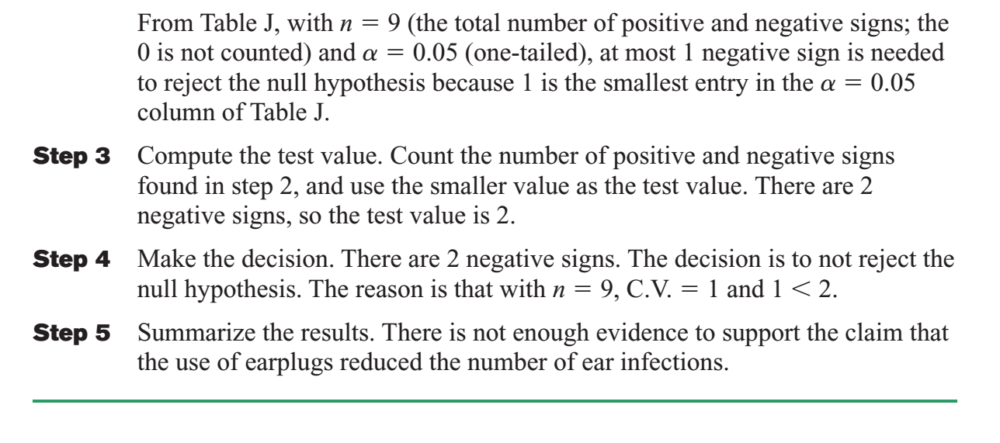 From Table J, with n = 9 (the total number of positive and negative signs; the
0 is not counted) and α = 0.05 (one-tailed), at most 1 negative sign is needed
to reject the null hypothesis because 1 is the smallest entry in the α = 0.05
column of Table J.
Step 3 Compute the test value. Count the number of positive and negative signs
found in step 2, and use the smaller value as the test value. There are 2
negative signs, so the test value is 2.
Step 4 Make the decision. There are 2 negative signs. The decision is to not reject the
null hypothesis. The reason is that with n = 9, C.V. = 1 and 1 < 2.
Step 5 Summarize the results. There is not enough evidence to support the claim that
the use of earplugs reduced the number of ear infections.